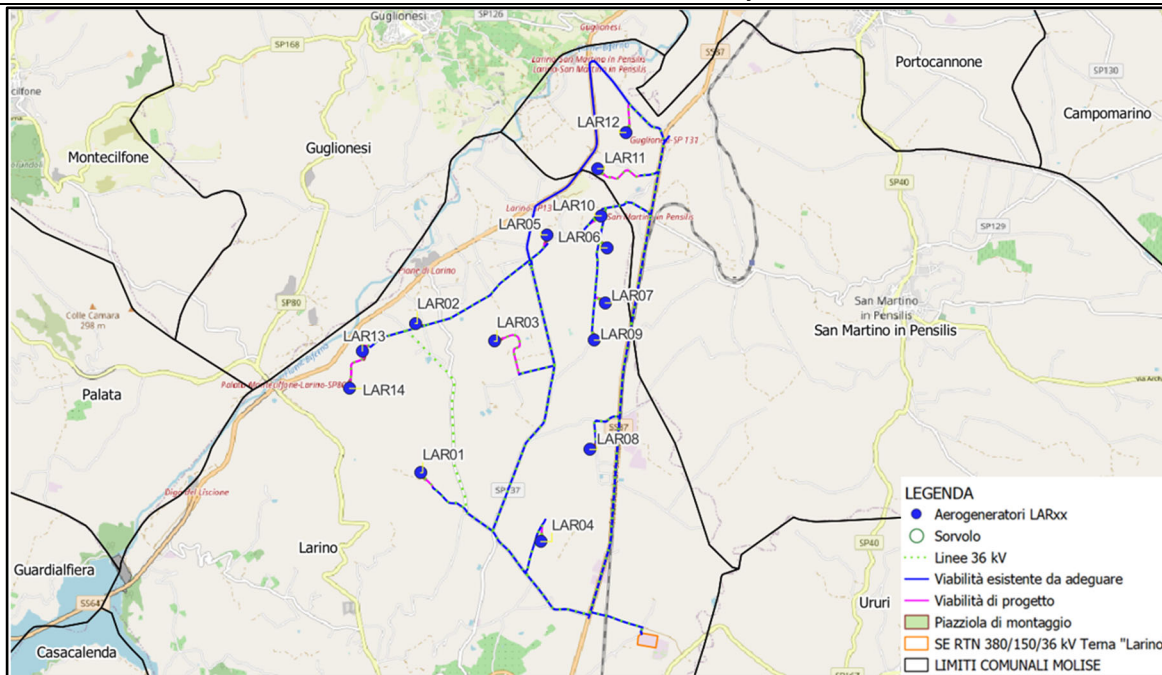 Guglionesi
SP126
SP168
Guglionesi
SS87
Portocannone
Larino-San Martino in Pensilis
Larino-San Martino in Pensilis
SP130
cilfone
LAR12
Campomarino
Guglionesi
Guglionesi-SP 131
Montecilfone
LAR11
SP40
LAR10
San Martino in Pensilis
LAR05
SP129
LAR06
Piane di Larino
Colle Camara
298 m
SP80
LAR07
San Martino
in Pensilis
LAR02
LAR03
LAR09
San Martino in Pensilis
LAR13
Palata-Montecilfone-Larino-SP80
LAR14
Palata
SS87
LAR08
LAR01
Diga del Liscione
LAR04
Larino
SP40
Guardialfiera
SS647
Ururi
Casacalenda
LEGENDA
Aerogeneratori LARxx
Sorvolo
Linee 36 kV
Viabilità esistente da adeguare
Viabilità di progetto
Piazziola di montaggio
SE RTN 380/150/36 kV Terna "Larino
LIMITI COMUNALI MOLISE